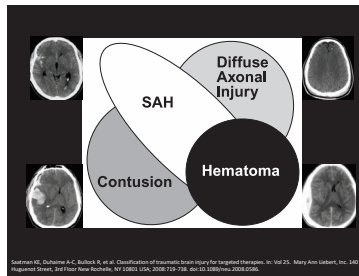 Diffuse
Axonal
Injury
SAH
Hematoma
Contusion
Saatman KE, Duhaime A-C, Bullock R, et al. Classification of traumatic brain injury for targeted therapies. In: Vol 25. Mary Ann Liebert, Inc. 140
Huguenot Street, 3rd Floor New Rochelle, NY 10801 USA; 2008:719-738. doi:10.1089/neu.2008.0586.